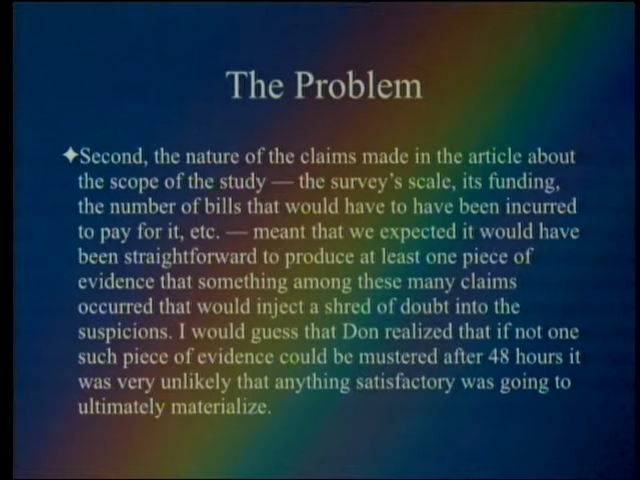 The Problem
✦Second, the nature of the claims made in the article about
the scope of the study — the survey's scale, its funding,
the number of bills that would have to have been incurred
to pay for it, etc. — meant that we expected it would have
been straightforward to produce at least one piece of
evidence that something among these many claims
occurred that would inject a shred of doubt into the
suspicions. I would guess that Don realized that if not one
such piece of evidence could be mustered after 48 hours it
was very unlikely that anything satisfactory was going to
ultimately materialize.